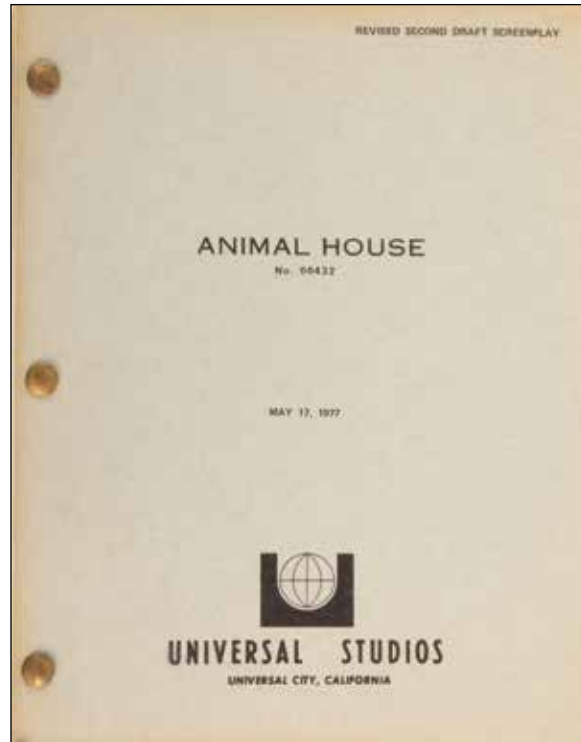 REVISED SECOND DRAFT SCREENPLAY
ANIMAL HOUSE
No. 00432
MAY 17, 1977
UNIVERSAL STUDIOS
UNIVERSAL CITY, CALIFORNIA